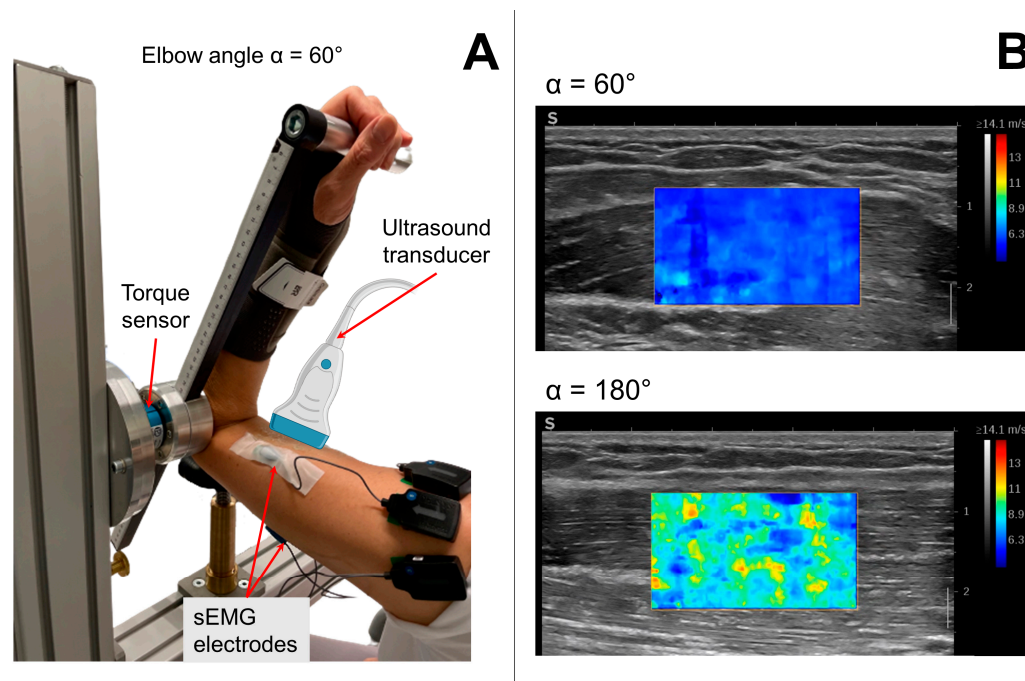 Elbow angle α = 60°
A
Ultrasound
transducer
Torque
sensor
sEMG
electrodes
B
α = 60°
S
≥14.1 m/s
13
11
8.9
6.3
1
2
α = 180°
S
≥14.1 m/s
13
11
8.9
6.3
1
2